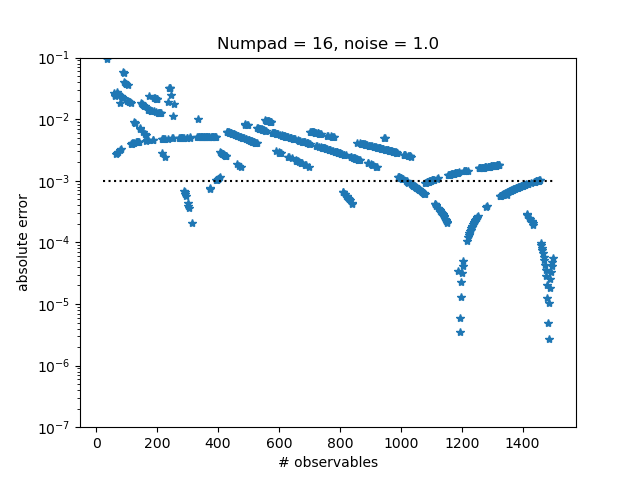 Numpad = 16, noise = 1.0
10⁻¹
10⁻²
10⁻³
10⁻⁴
10⁻⁵
10⁻⁶
10⁻⁷
absolute error
0 200 400 600 800 1000 1200 1400
# observables